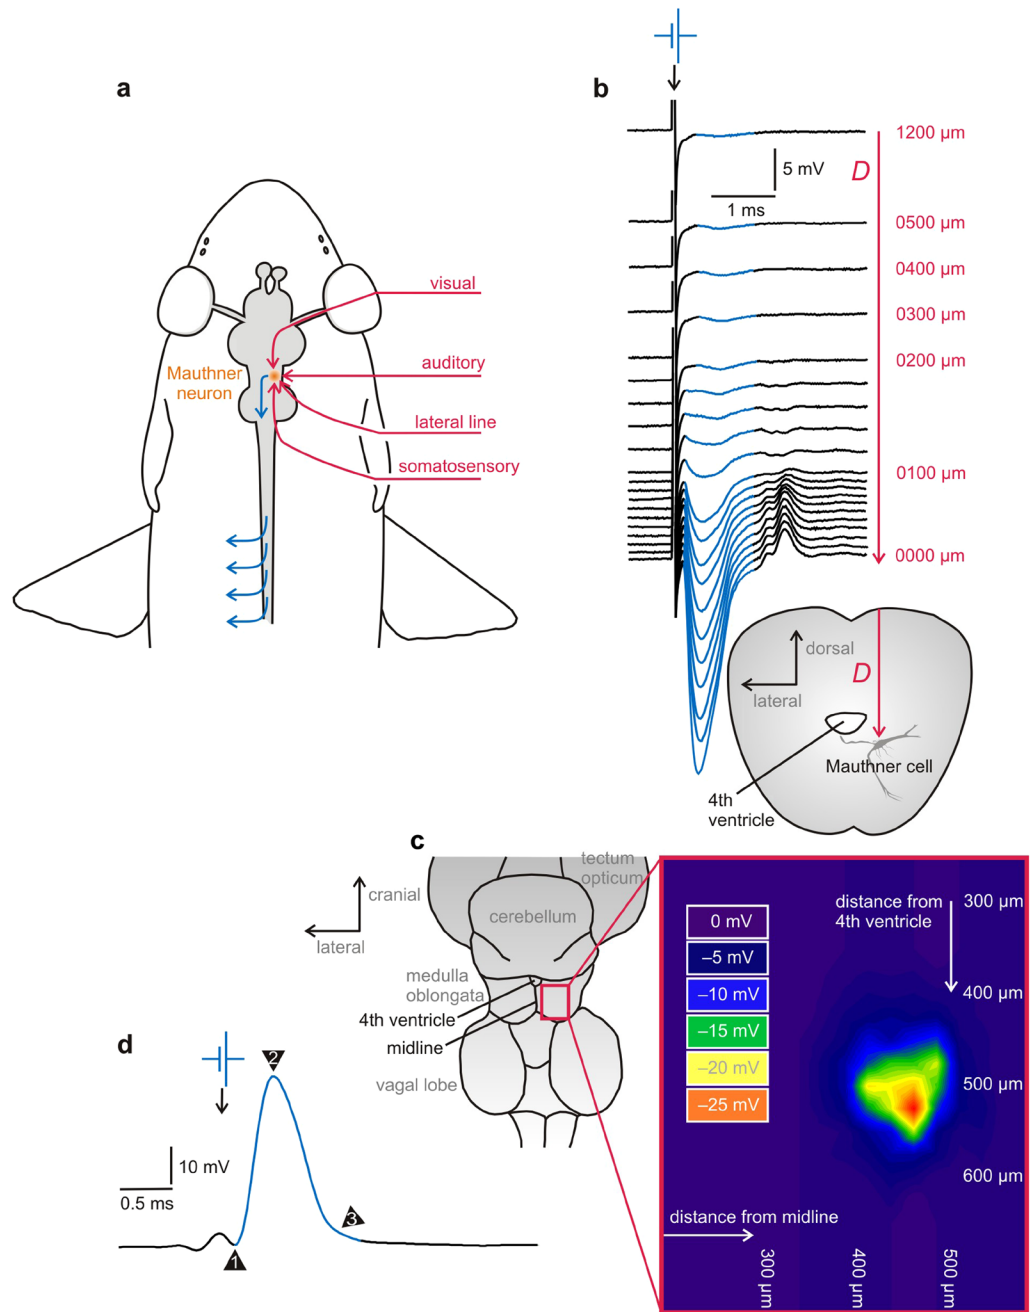 a
visual
auditory
Mauthner
neuron
lateral line
somatosensory
b
1200 µm
D
5 mV
1 ms
0500 µm
0400 µm
0300 µm
0200 µm
0100 µm
0000 µm
dorsal
D
lateral
Mauthner cell
4th
ventricle
c
tectum
opticum
cranial
lateral
cerebellum
medulla
oblongata
4th ventricle
midline
vagal lobe
distance from
4th ventricle
300 µm
400 µm
500 µm
600 µm
0 mV
–5 mV
–10 mV
–15 mV
–20 mV
–25 mV
distance from midline
300 µm
400 µm
500 µm
d
2
10 mV
0.5 ms
3
1